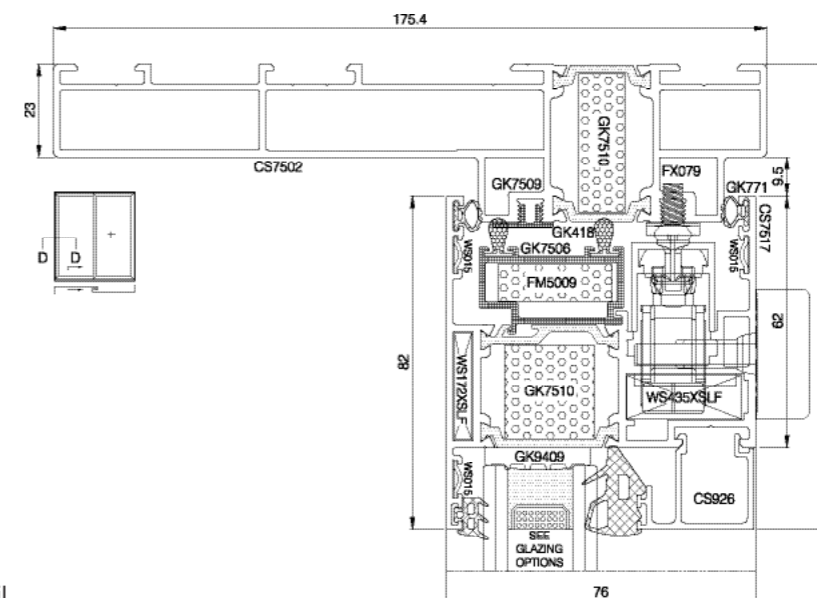 175.4
23
CS7502
GK7510
GK7509
FX079
9.5
GK771
CS7517
GK418
GK7506
WS015
WS015
D
D
FM5009
82
62
WS172XSLF
GK7510
WS435XSLF
GK9409
WS015
CS926
SEE
GLAZING
OPTIONS
76